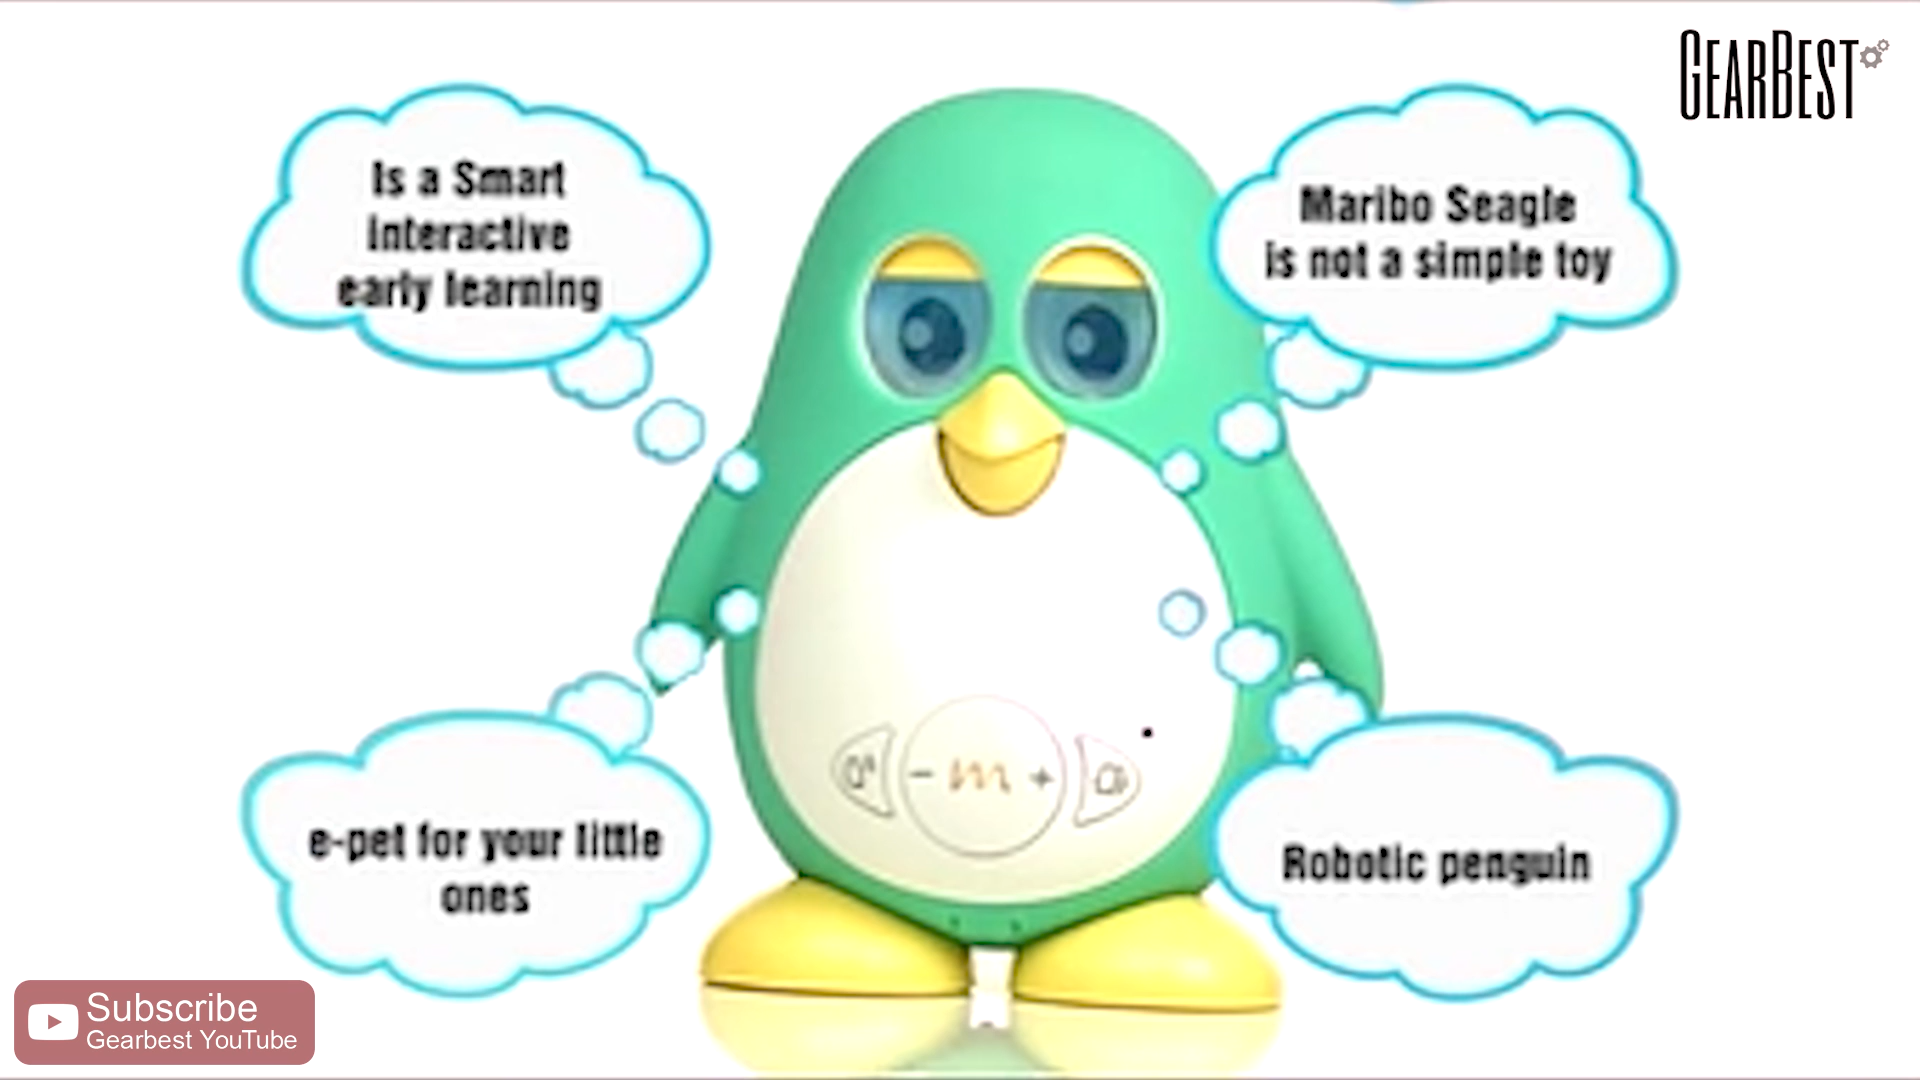 GEARBEST
Is a Smart
interactive
early learning
Maribo Seagle
is not a simple toy
- m +
e-pet for your little
ones
Robotic penguin
Subscribe
Gearbest YouTube